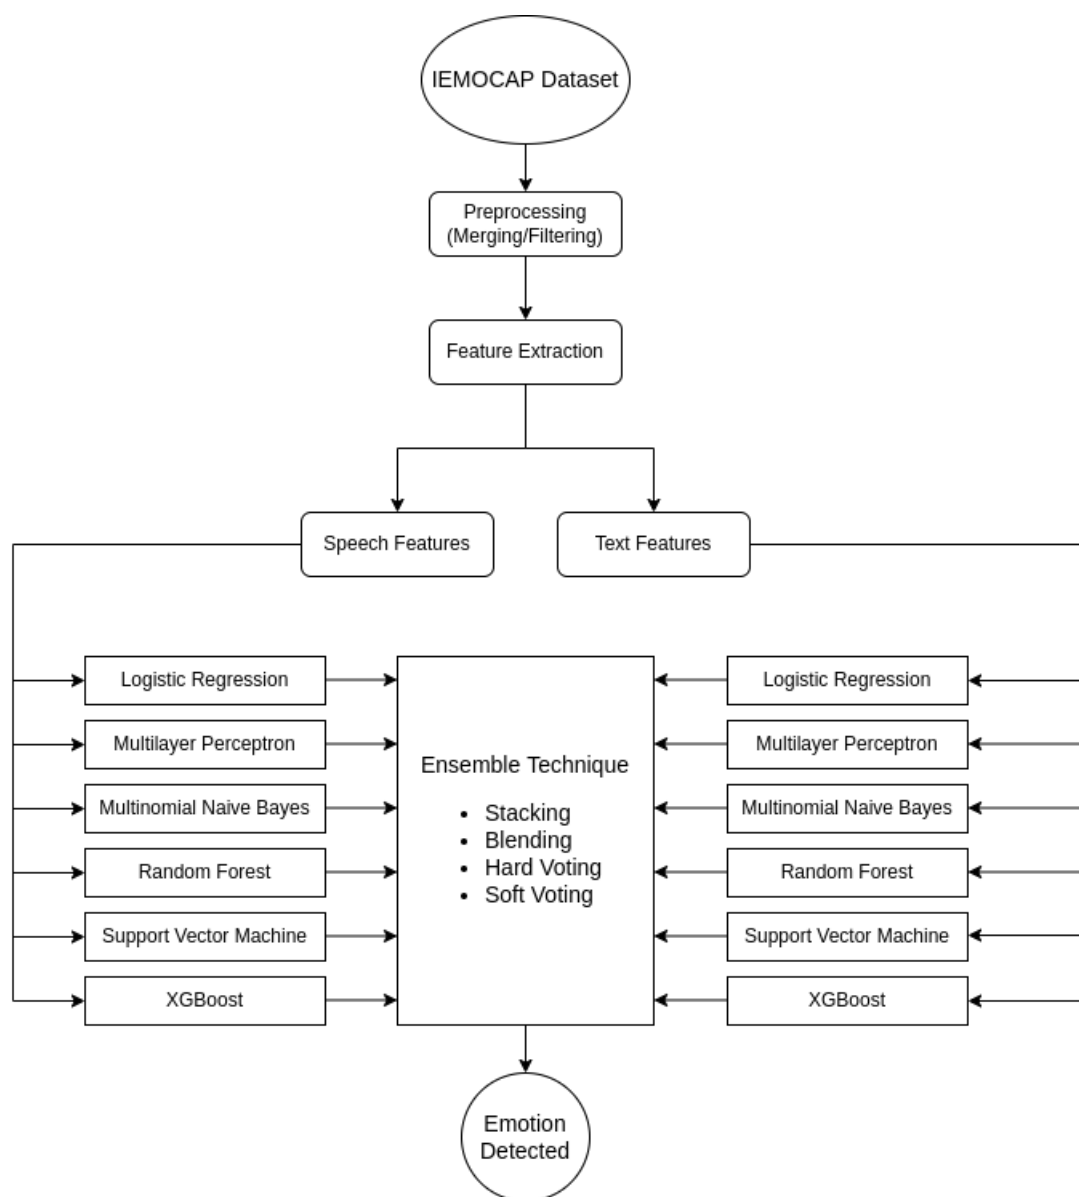 IEMOCAP Dataset
Preprocessing
(Merging/Filtering)
Feature Extraction
Speech Features
Text Features
Logistic Regression
Multilayer Perceptron
Multinomial Naive Bayes
Random Forest
Support Vector Machine
XGBoost
Ensemble Technique
• Stacking
• Blending
• Hard Voting
• Soft Voting
Logistic Regression
Multilayer Perceptron
Multinomial Naive Bayes
Random Forest
Support Vector Machine
XGBoost
Emotion
Detected